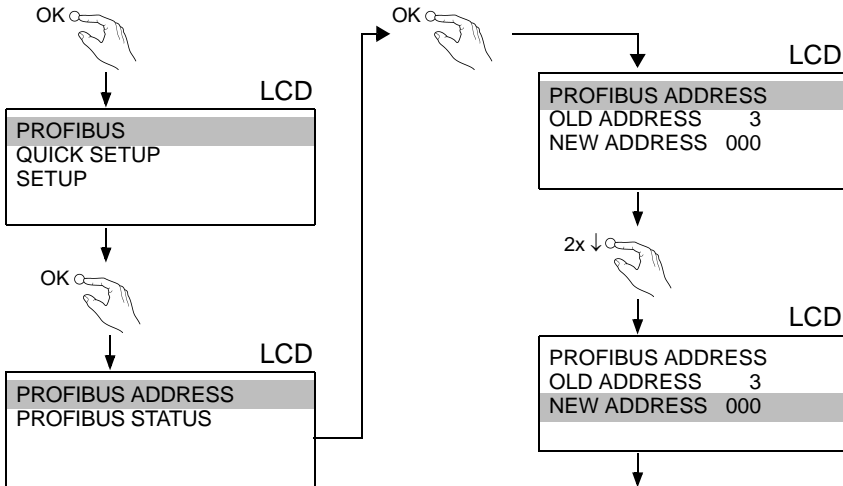 OK
LCD
PROFIBUS
QUICK SETUP
SETUP
OK
LCD
PROFIBUS ADDRESS
PROFIBUS STATUS
OK
LCD
PROFIBUS ADDRESS
OLD ADDRESS 3
NEW ADDRESS 000
2x ↓
LCD
PROFIBUS ADDRESS
OLD ADDRESS 3
NEW ADDRESS 000